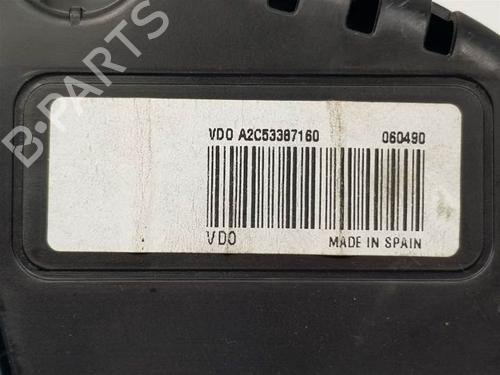 VDO A2C53387160 060490
VDO MADE IN SPAIN
B-PARTS